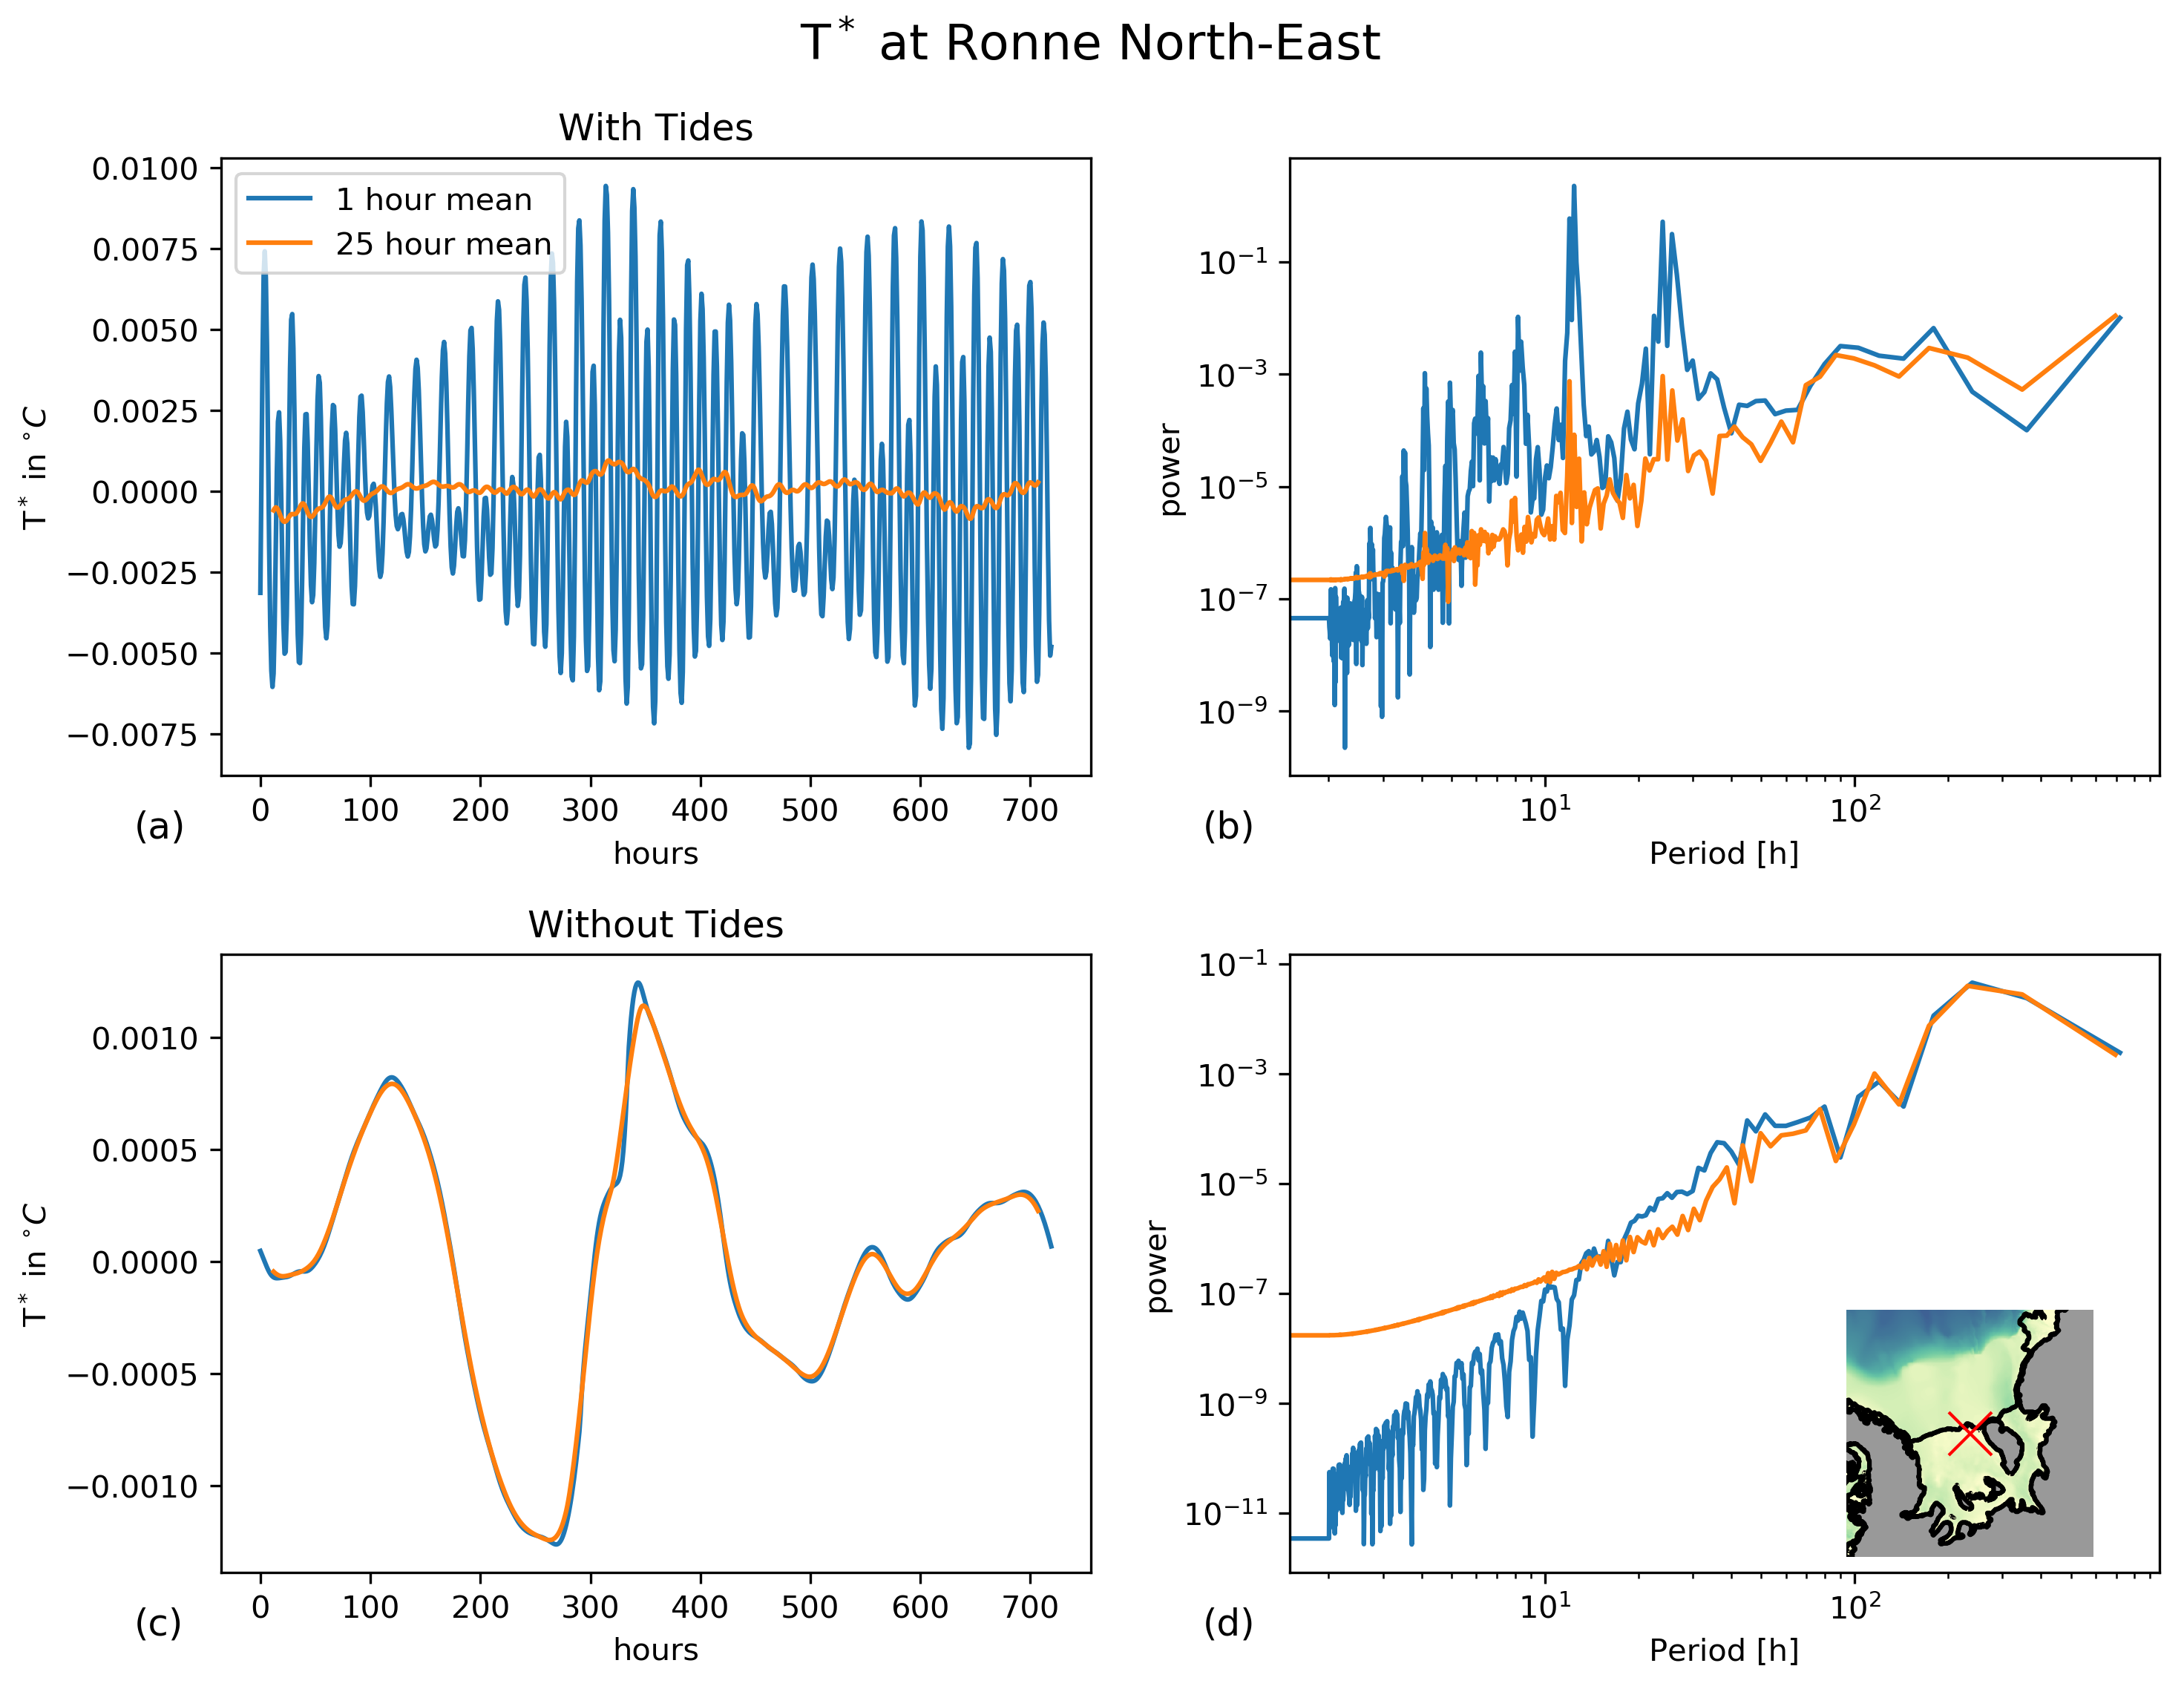 T* at Ronne North-East
With Tides
1 hour mean
25 hour mean
T* in °C
0.0100
0.0075
0.0050
0.0025
0.0000
−0.0025
−0.0050
−0.0075
0 100 200 300 400 500 600 700
hours
(a)
power
10⁻¹
10⁻³
10⁻⁵
10⁻⁷
10⁻⁹
10¹ 10²
Period [h]
(b)
Without Tides
T* in °C
0.0010
0.0005
0.0000
−0.0005
−0.0010
0 100 200 300 400 500 600 700
hours
(c)
power
10⁻¹
10⁻³
10⁻⁵
10⁻⁷
10⁻⁹
10⁻¹¹
10¹ 10²
Period [h]
(d)